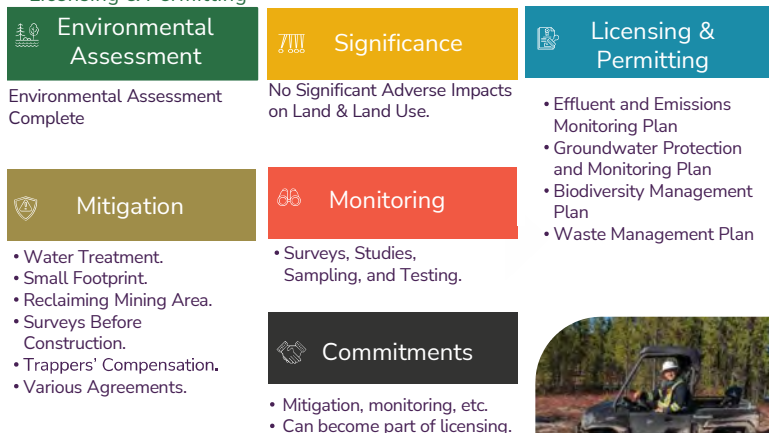 Licensing & Permitting
Environmental
Assessment
Environmental Assessment
Complete
Significance
No Significant Adverse Impacts
on Land & Land Use.
Licensing &
Permitting
• Effluent and Emissions
Monitoring Plan
• Groundwater Protection
and Monitoring Plan
• Biodiversity Management
Plan
• Waste Management Plan
Mitigation
• Water Treatment.
• Small Footprint.
• Reclaiming Mining Area.
• Surveys Before
Construction.
• Trappers’ Compensation.
• Various Agreements.
Monitoring
• Surveys, Studies,
Sampling, and Testing.
Commitments
• Mitigation, monitoring, etc.
• Can become part of licensing.